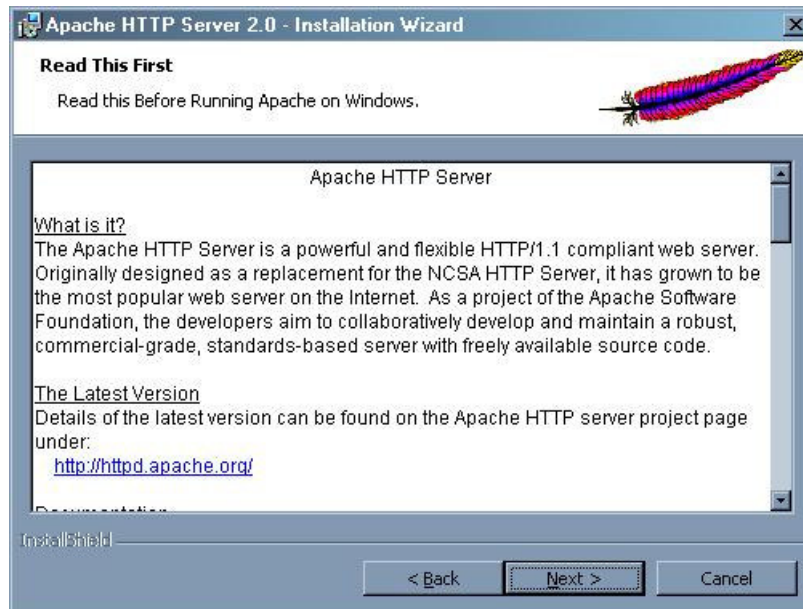 Apache HTTP Server 2.0 - Installation Wizard
Read This First
Read this Before Running Apache on Windows.
Apache HTTP Server
What is it?
The Apache HTTP Server is a powerful and flexible HTTP/1.1 compliant web server.
Originally designed as a replacement for the NCSA HTTP Server, it has grown to be
the most popular web server on the Internet.  As a project of the Apache Software
Foundation, the developers aim to collaboratively develop and maintain a robust,
commercial-grade, standards-based server with freely available source code.
The Latest Version
Details of the latest version can be found on the Apache HTTP server project page
under:
http://httpd.apache.org/
Documentation
InstallShield
< Back
Next >
Cancel